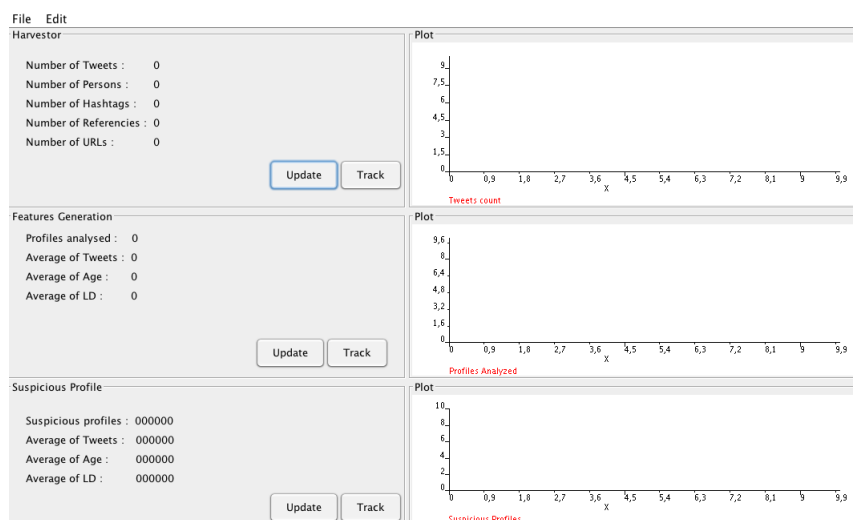 File Edit
Harvestor
Number of Tweets : 0
Number of Persons : 0
Number of Hashtags : 0
Number of Referencies : 0
Number of URLs : 0
Update Track
Plot
9
7,5
6
4,5
3
1,5
0
0 0,9 1,8 2,7 3,6 4,5 5,4 6,3 7,2 8,1 9 9,9
X
Tweets count
Features Generation
Profiles analysed : 0
Average of Tweets : 0
Average of Age : 0
Average of LD : 0
Update Track
Plot
9,6
8
6,4
4,8
3,2
1,6
0
0 0,9 1,8 2,7 3,6 4,5 5,4 6,3 7,2 8,1 9 9,9
X
Profiles Analyzed
Suspicious Profile
Suspicious profiles : 000000
Average of Tweets : 000000
Average of Age : 000000
Average of LD : 000000
Update Track
Plot
10
8
6
4
2
0
0 0,9 1,8 2,7 3,6 4,5 5,4 6,3 7,2 8,1 9 9,9
X
Suspicious Profiles